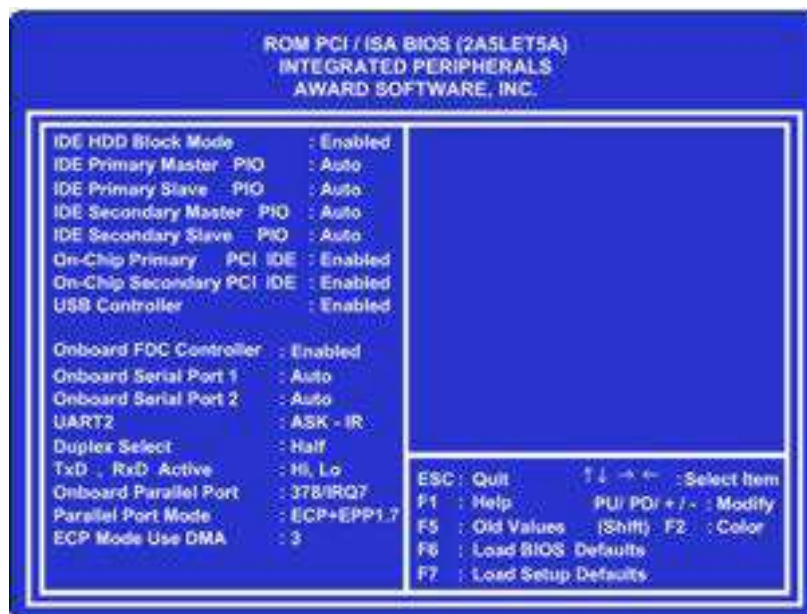 ROM PCI / ISA BIOS (2A5LET5A)
INTEGRATED PERIPHERALS
AWARD SOFTWARE, INC.
IDE HDD Block Mode : Enabled
IDE Primary Master PIO : Auto
IDE Primary Slave PIO : Auto
IDE Secondary Master PIO : Auto
IDE Secondary Slave PIO : Auto
On-Chip Primary PCI IDE : Enabled
On-Chip Secondary PCI IDE : Enabled
USB Controller : Enabled
Onboard FDC Controller : Enabled
Onboard Serial Port 1 : Auto
Onboard Serial Port 2 : Auto
UART2 : ASK - IR
Duplex Select : Half
TxD , RxD Active : Hi, Lo
Onboard Parallel Port : 378/IRQ7
Parallel Port Mode : ECP+EPP1.7
ECP Mode Use DMA : 3
ESC : Quit ↑↓ → ← : Select Item
F1 : Help PU/ PD/ + / - : Modify
F5 : Old Values (Shift) F2 : Color
F6 : Load BIOS Defaults
F7 : Load Setup Defaults